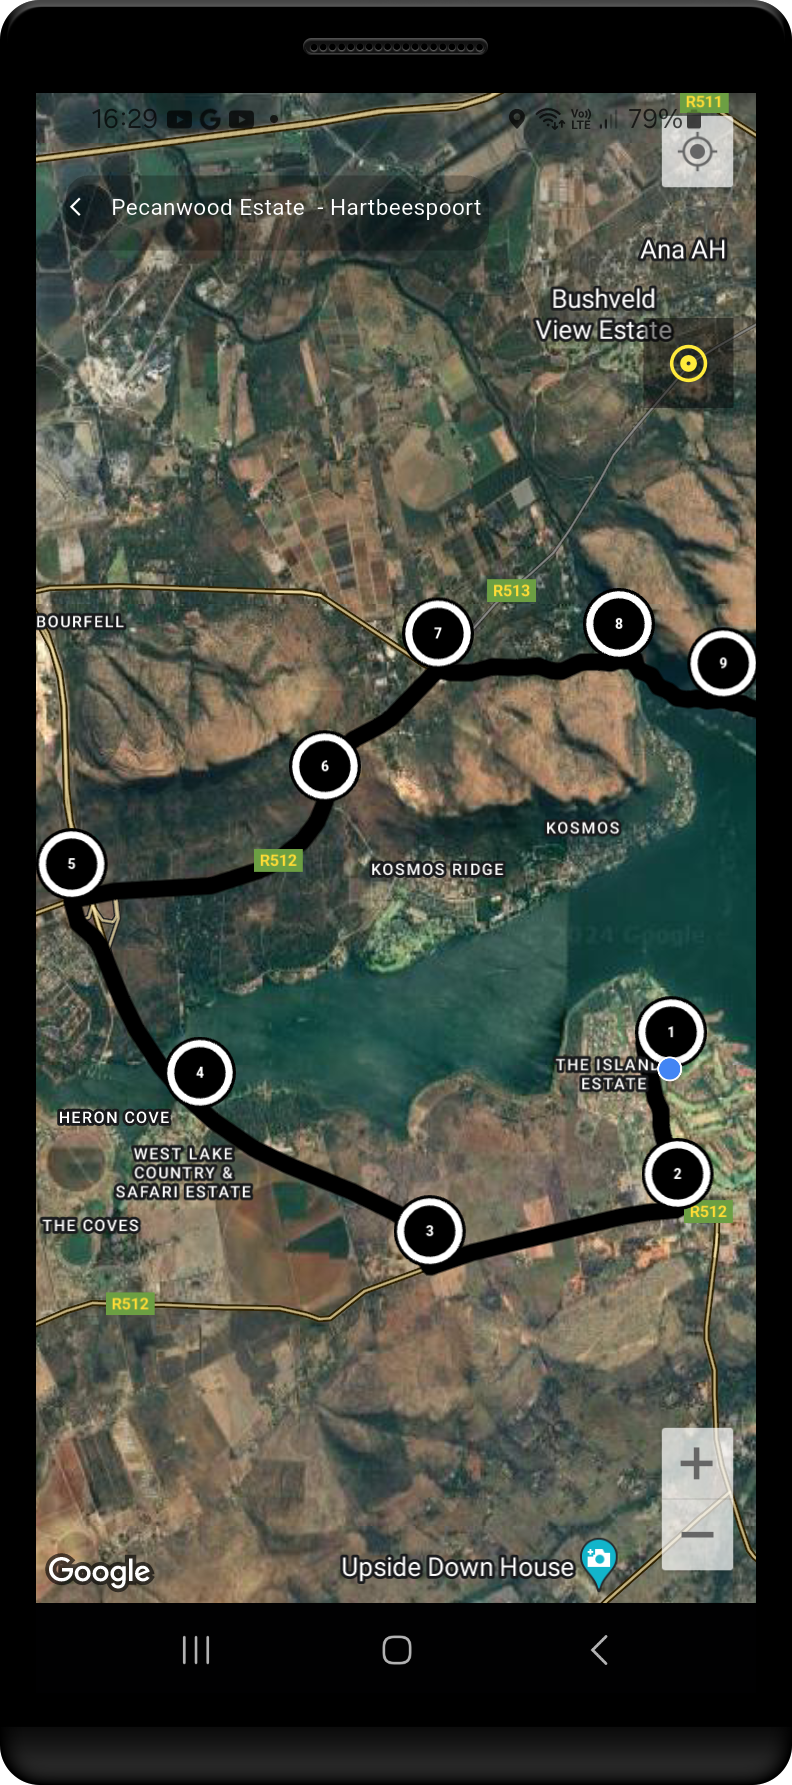 R511
16:29
Vo))
LTE
79%
Pecanwood Estate - Hartbeespoort
Ana AH
Bushveld
View Estate
R513
BOURFELL
7
8
9
6
KOSMOS
5
R512
KOSMOS RIDGE
2024 Google
1
THE ISLAND
ESTATE
4
HERON COVE
WEST LAKE
COUNTRY &
SAFARI ESTATE
2
R512
THE COVES
3
R512
Google
Upside Down House